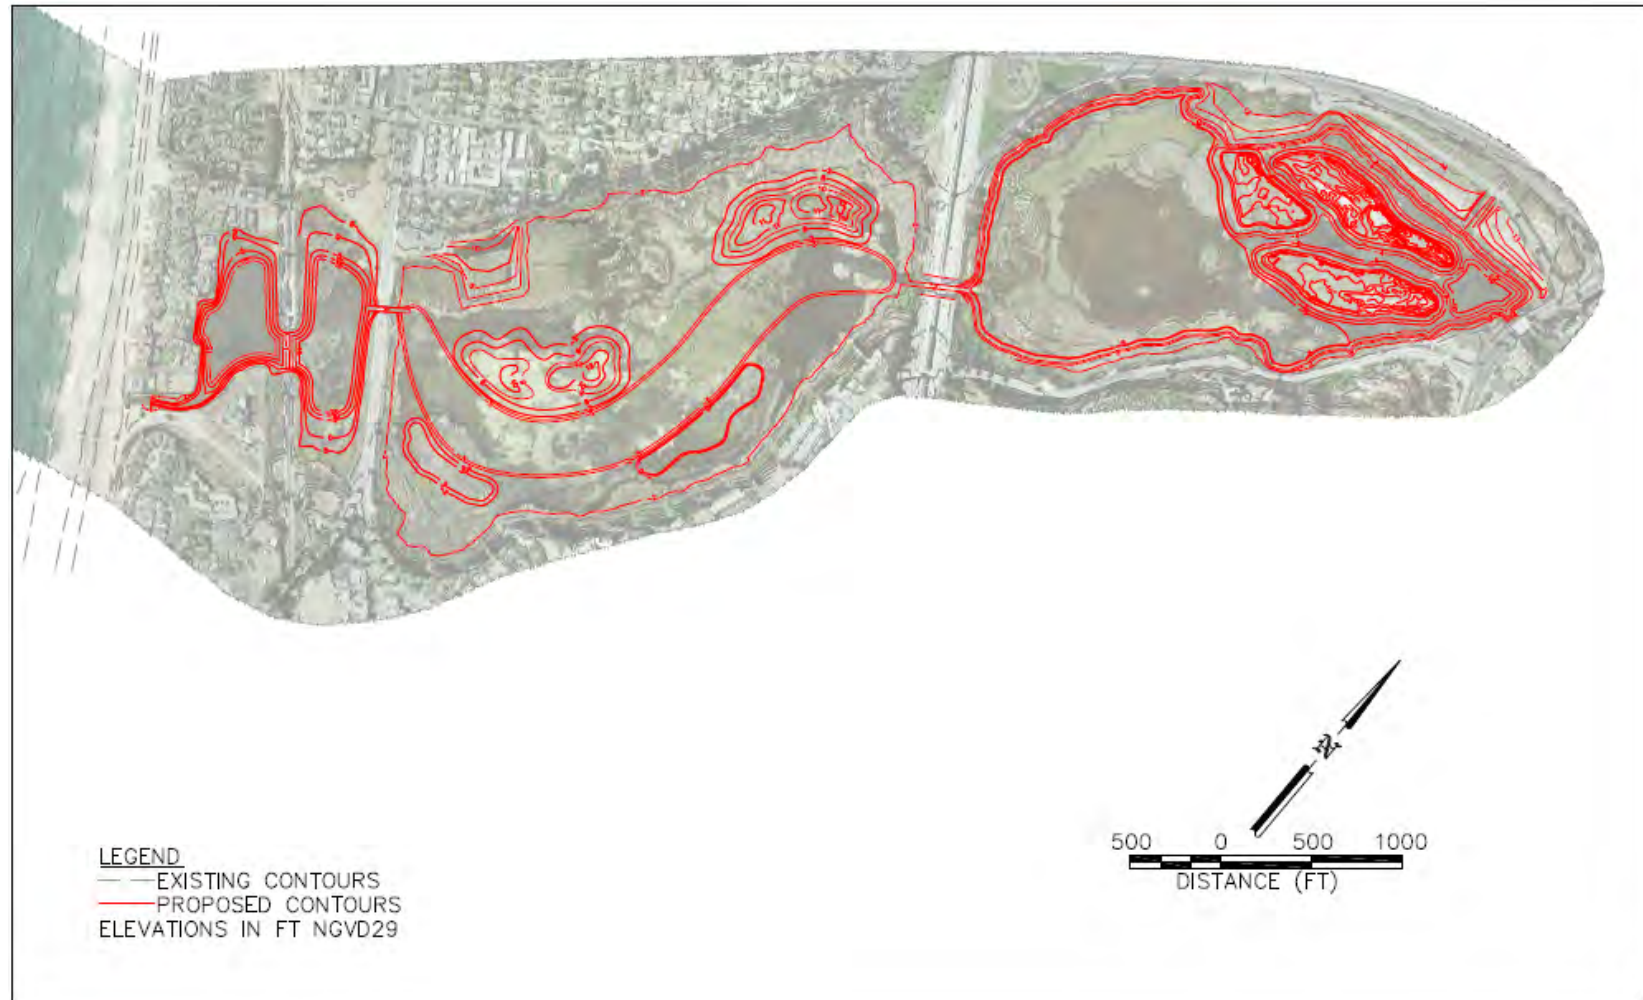 N
500 0 500 1000
DISTANCE (FT)
LEGEND
EXISTING CONTOURS
PROPOSED CONTOURS
ELEVATIONS IN FT NGVD29